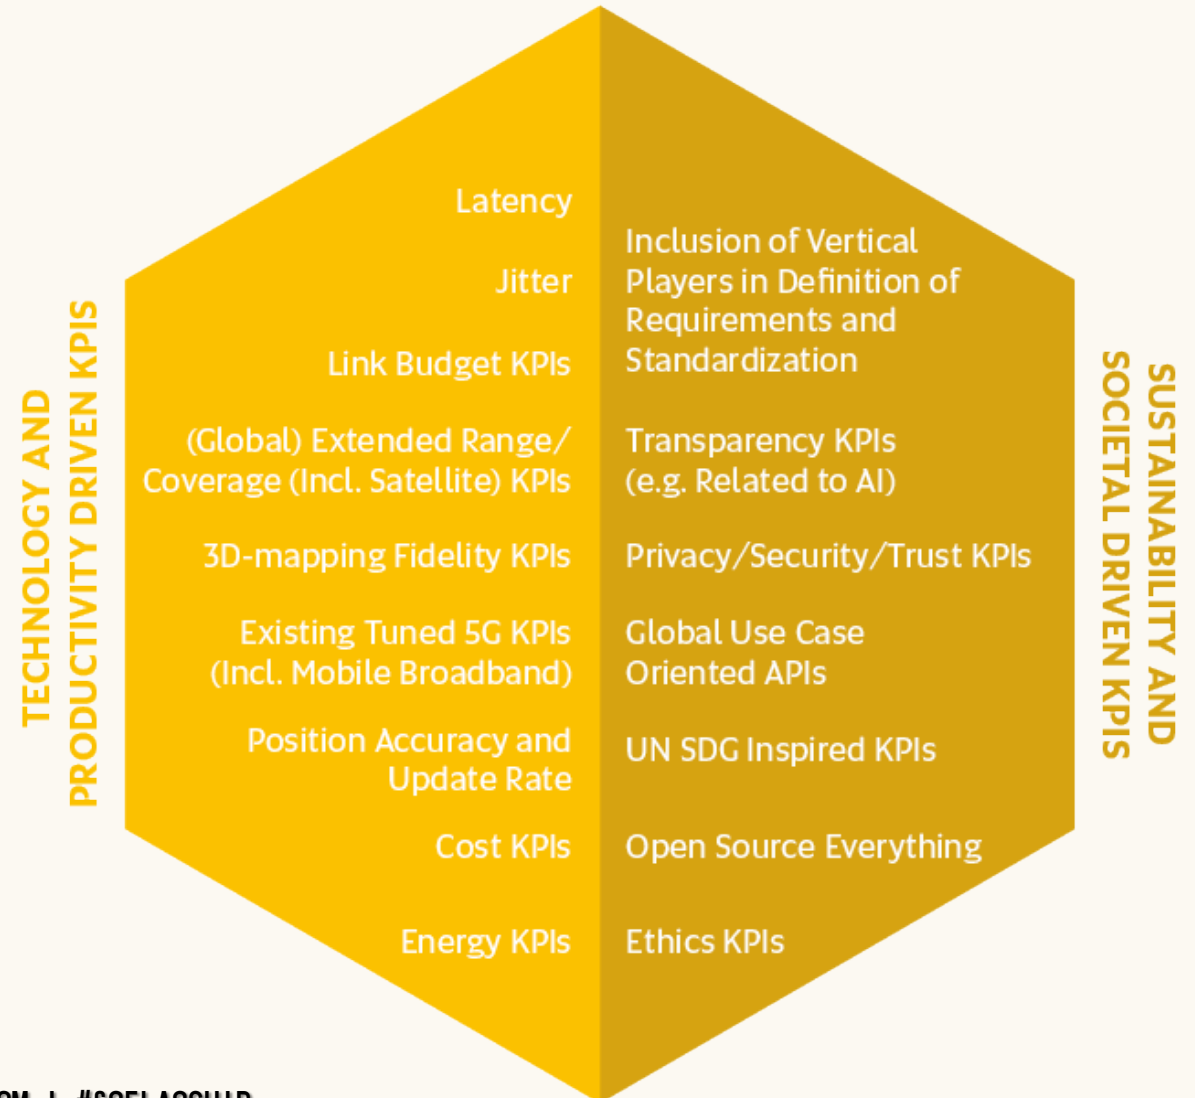 TECHNOLOGY AND
PRODUCTIVITY DRIVEN KPIS
Latency
Jitter
Link Budget KPIs
(Global) Extended Range/
Coverage (Incl. Satellite) KPIs
3D-mapping Fidelity KPIs
Existing Tuned 5G KPIs
(Incl. Mobile Broadband)
Position Accuracy and
Update Rate
Cost KPIs
Energy KPIs
Inclusion of Vertical
Players in Definition of
Requirements and
Standardization
Transparency KPIs
(e.g. Related to AI)
Privacy/Security/Trust KPIs
Global Use Case
Oriented APIs
UN SDG Inspired KPIs
Open Source Everything
Ethics KPIs
SUSTAINABILITY AND
SOCIETAL DRIVEN KPIS